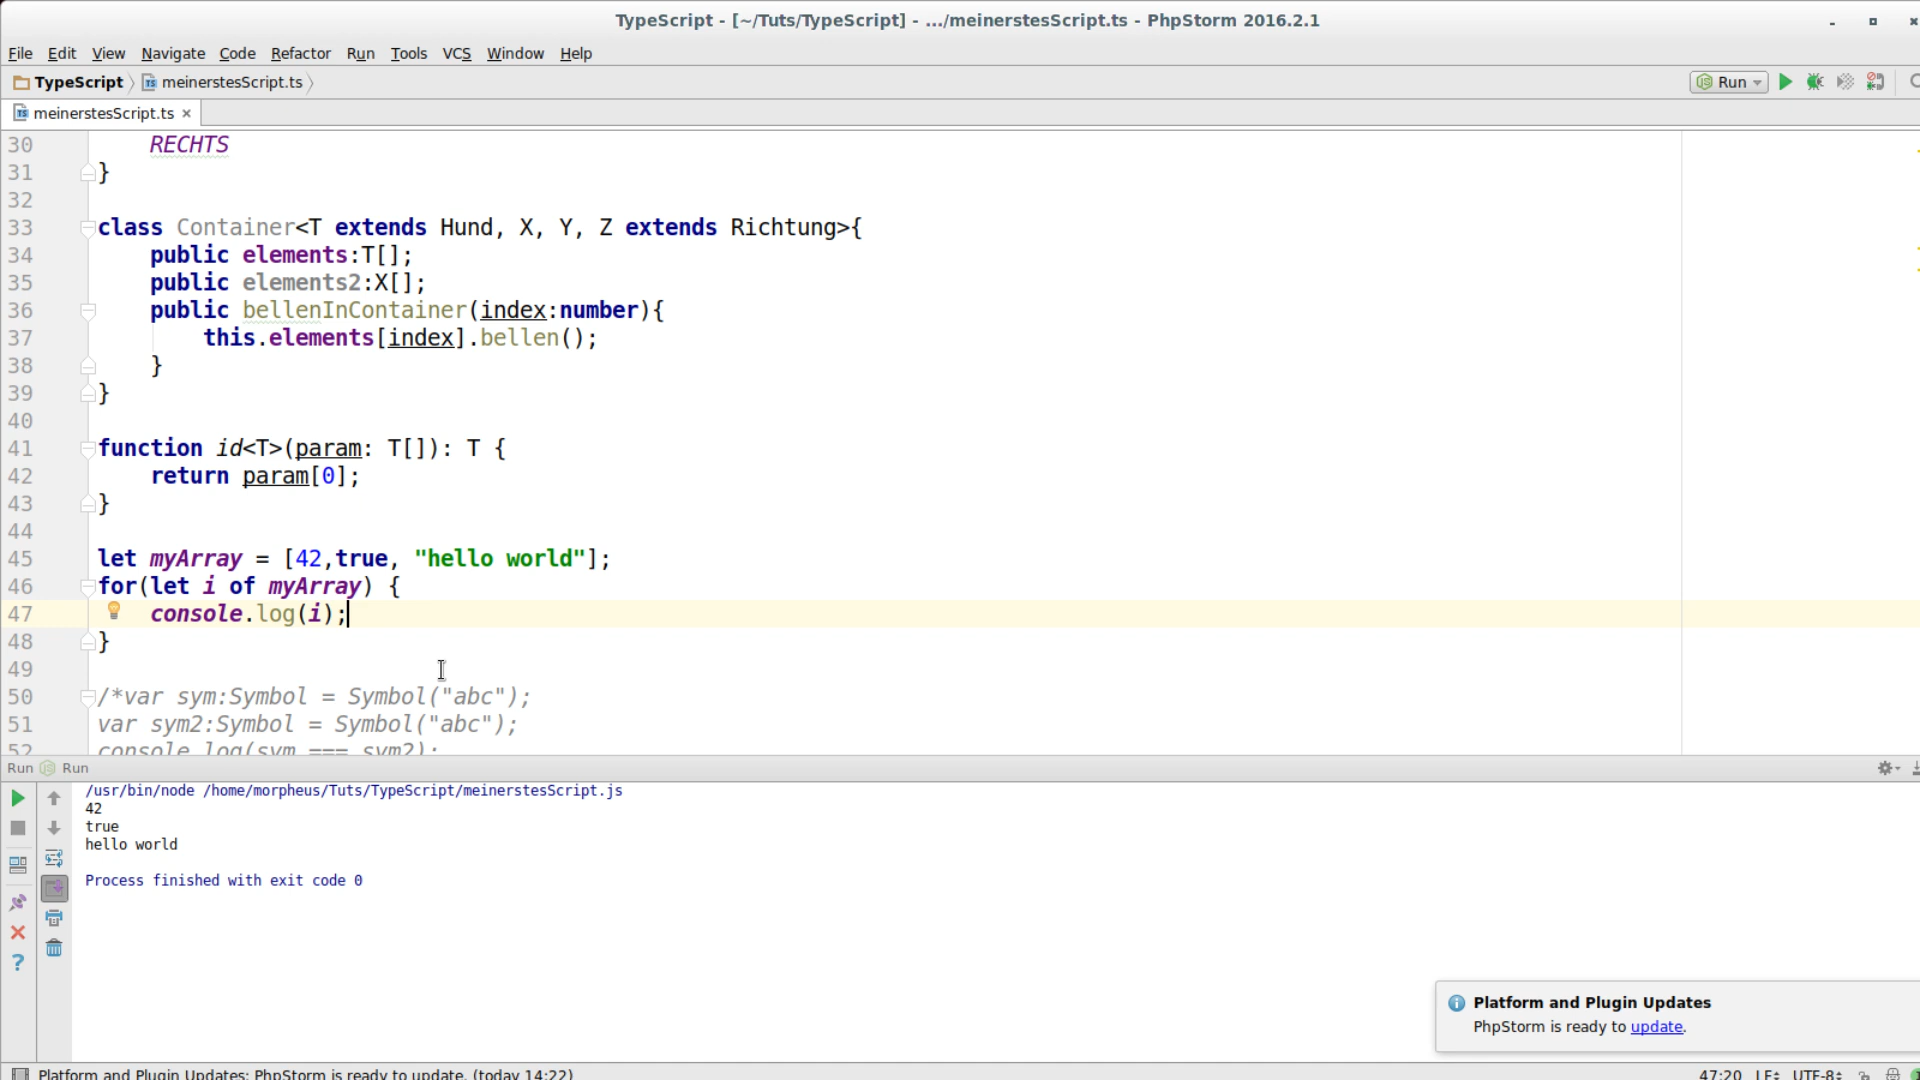 TypeScript - [~/Tuts/TypeScript] - .../meinerstesScript.ts - PhpStorm 2016.2.1
File Edit View Navigate Code Refactor Run Tools VCS Window Help
TypeScript meinerstesScript.ts Run
meinerstesScript.ts
30 RECHTS
31 }
32
33 class Container<T extends Hund, X, Y, Z extends Richtung>{
34 public elements:T[];
35 public elements2:X[];
36 public bellenInContainer(index:number){
37 this.elements[index].bellen();
38 }
39 }
40
41 function id<T>(param: T[]): T {
42 return param[0];
43 }
44
45 let myArray = [42,true, "hello world"];
46 for(let i of myArray) {
47 console.log(i);
48 }
49
50 /*var sym:Symbol = Symbol("abc");
51 var sym2:Symbol = Symbol("abc");
52 console.log(sym === sym2);
Run Run
/usr/bin/node /home/morpheus/Tuts/TypeScript/meinerstesScript.js
42
true
hello world
Process finished with exit code 0
Platform and Plugin Updates
PhpStorm is ready to update.
Platform and Plugin Updates: PhpStorm is ready to update. (today 14:22) 47:20 LF UTF-8